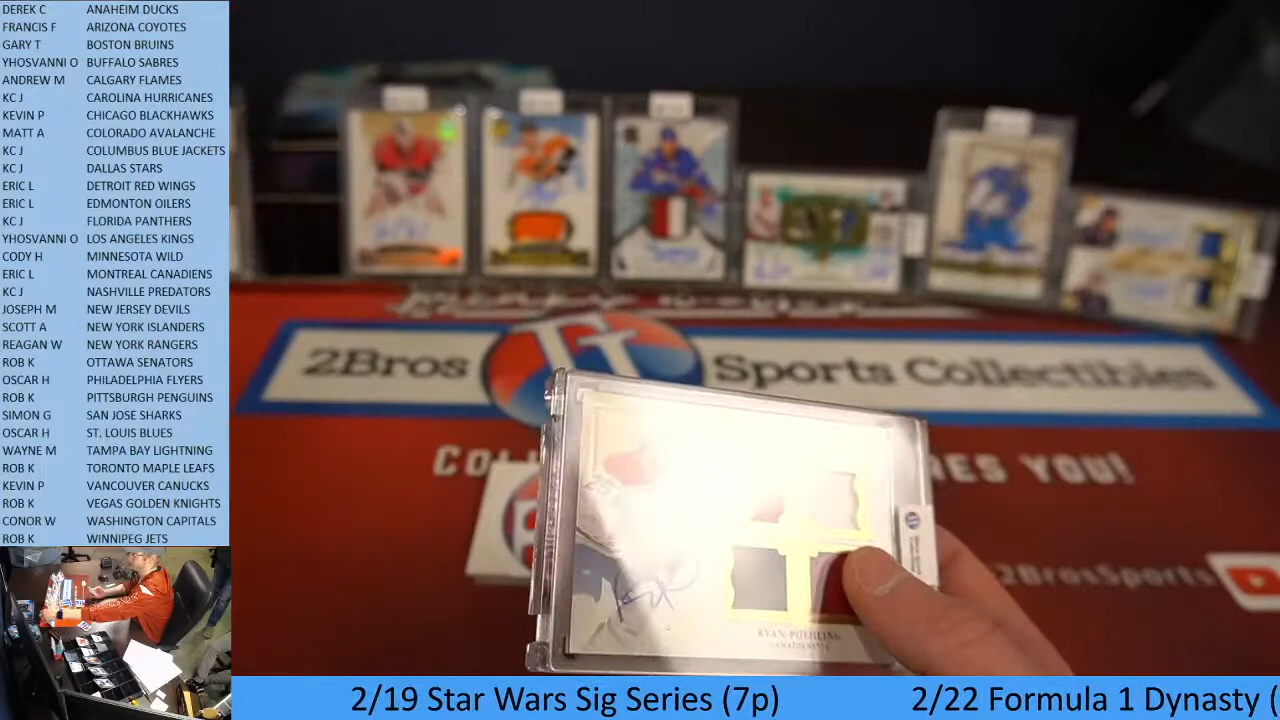 DEREK C ANAHEIM DUCKS
FRANCIS F ARIZONA COYOTES
GARY T BOSTON BRUINS
YHOSVANNI O BUFFALO SABRES
ANDREW M CALGARY FLAMES
KC J CAROLINA HURRICANES
KEVIN P CHICAGO BLACKHAWKS
MATT A COLORADO AVALANCHE
KC J COLUMBUS BLUE JACKETS
KC J DALLAS STARS
ERIC L DETROIT RED WINGS
ERIC L EDMONTON OILERS
KC J FLORIDA PANTHERS
YHOSVANNI O LOS ANGELES KINGS
CODY H MINNESOTA WILD
ERIC L MONTREAL CANADIENS
KC J NASHVILLE PREDATORS
JOSEPH M NEW JERSEY DEVILS
SCOTT A NEW YORK ISLANDERS
REAGAN W NEW YORK RANGERS
ROB K OTTAWA SENATORS
OSCAR H PHILADELPHIA FLYERS
ROB K PITTSBURGH PENGUINS
SIMON G SAN JOSE SHARKS
OSCAR H ST. LOUIS BLUES
WAYNE M TAMPA BAY LIGHTNING
ROB K TORONTO MAPLE LEAFS
KEVIN P VANCOUVER CANUCKS
ROB K VEGAS GOLDEN KNIGHTS
CONOR W WASHINGTON CAPITALS
ROB K WINNIPEG JETS
2Bros Sports Collectibles
YOU!
2BrosSports
RYAN POEHLING
2/19 Star Wars Sig Series (7p) 2/22 Formula 1 Dynasty (